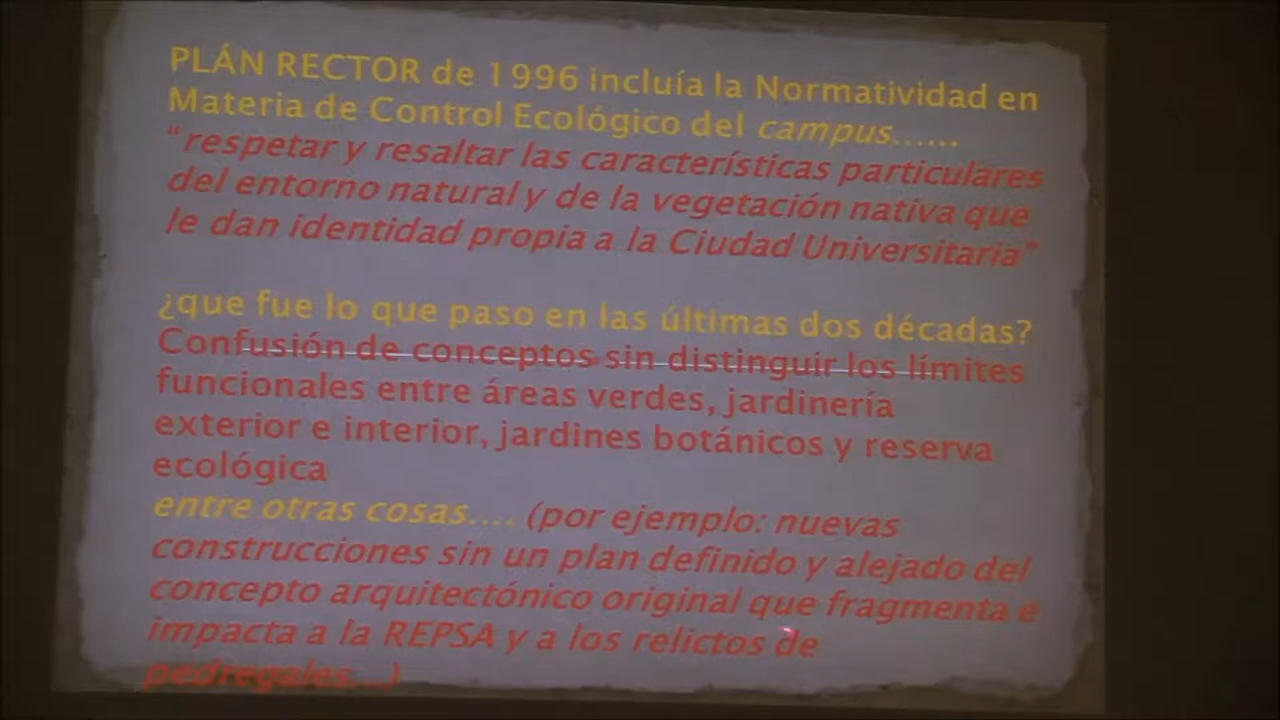 PLÁN RECTOR de 1996 incluía la Normatividad en
Materia de Control Ecológico del campus......
"respetar y resaltar las características particulares
del entorno natural y de la vegetación nativa que
le dan identidad propia a la Ciudad Universitaria"
¿que fue lo que paso en las últimas dos décadas?
Confusión de conceptos sin distinguir los límites
funcionales entre áreas verdes, jardinería
exterior e interior, jardines botánicos y reserva
ecológica
entre otras cosas.... (por ejemplo: nuevas
construcciones sin un plan definido y alejado del
concepto arquitectónico original que fragmenta e
impacta a la REPSA y a los relictos de
pedregales....)